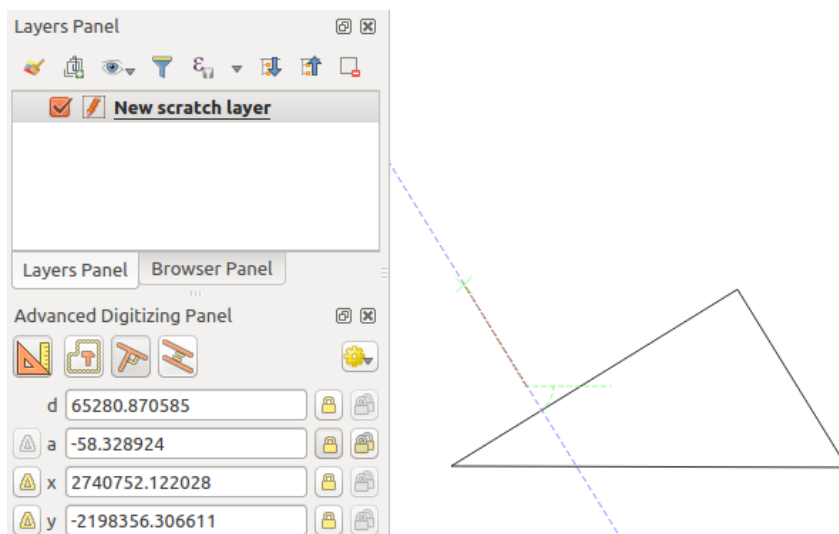 Layers Panel
New scratch layer
Layers Panel Browser Panel
Advanced Digitizing Panel
d 65280.870585
a -58.328924
x 2740752.122028
y -2198356.306611